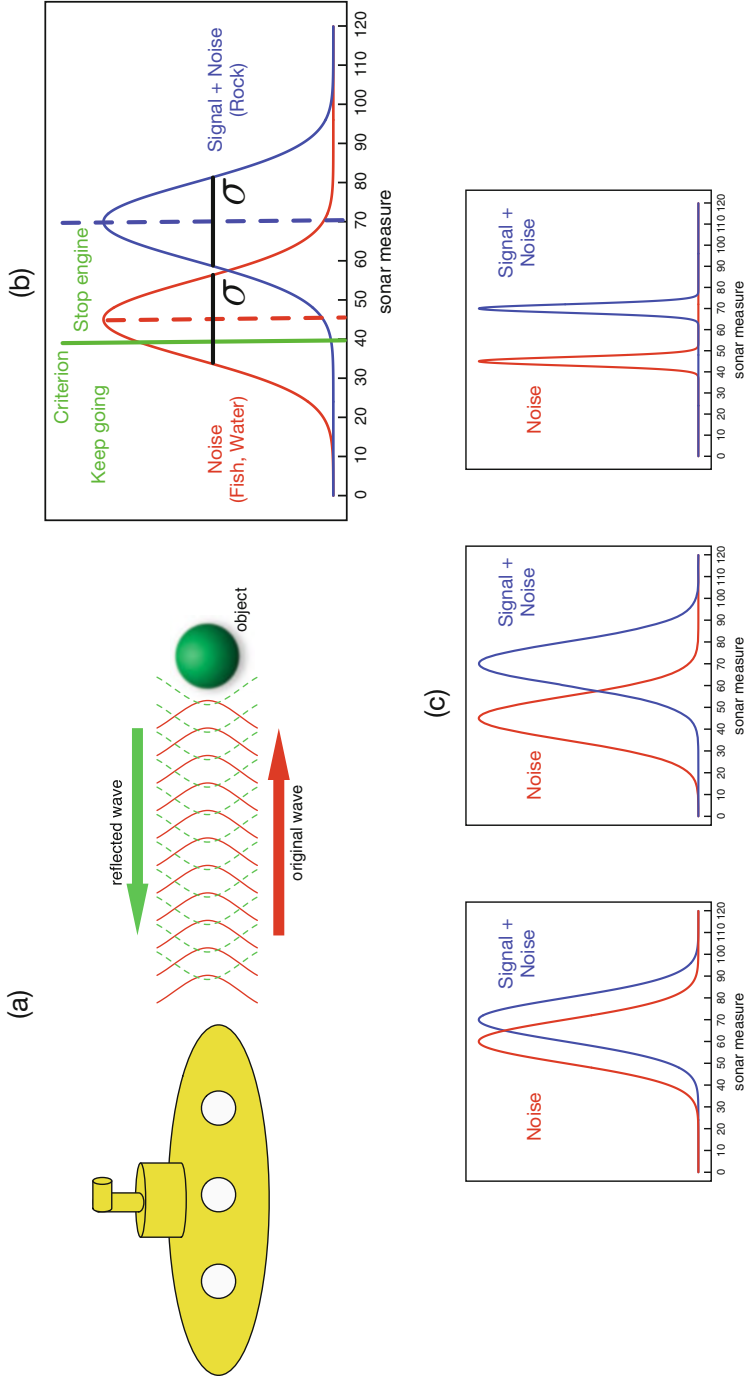 (a)
reflected wave
original wave
object
(b)
Criterion
Keep going
Stop engine
Noise
(Fish, Water)
Signal + Noise
(Rock)
σ
σ
0 10 20 30 40 50 60 70 80 90 100 110 120
sonar measure
(c)
Noise
Signal +
Noise
0 10 20 30 40 50 60 70 80 90 100 110 120
sonar measure
Noise
Signal +
Noise
0 10 20 30 40 50 60 70 80 90 100 110 120
sonar measure
Noise
Signal +
Noise
0 10 20 30 40 50 60 70 80 90 100 110 120
sonar measure